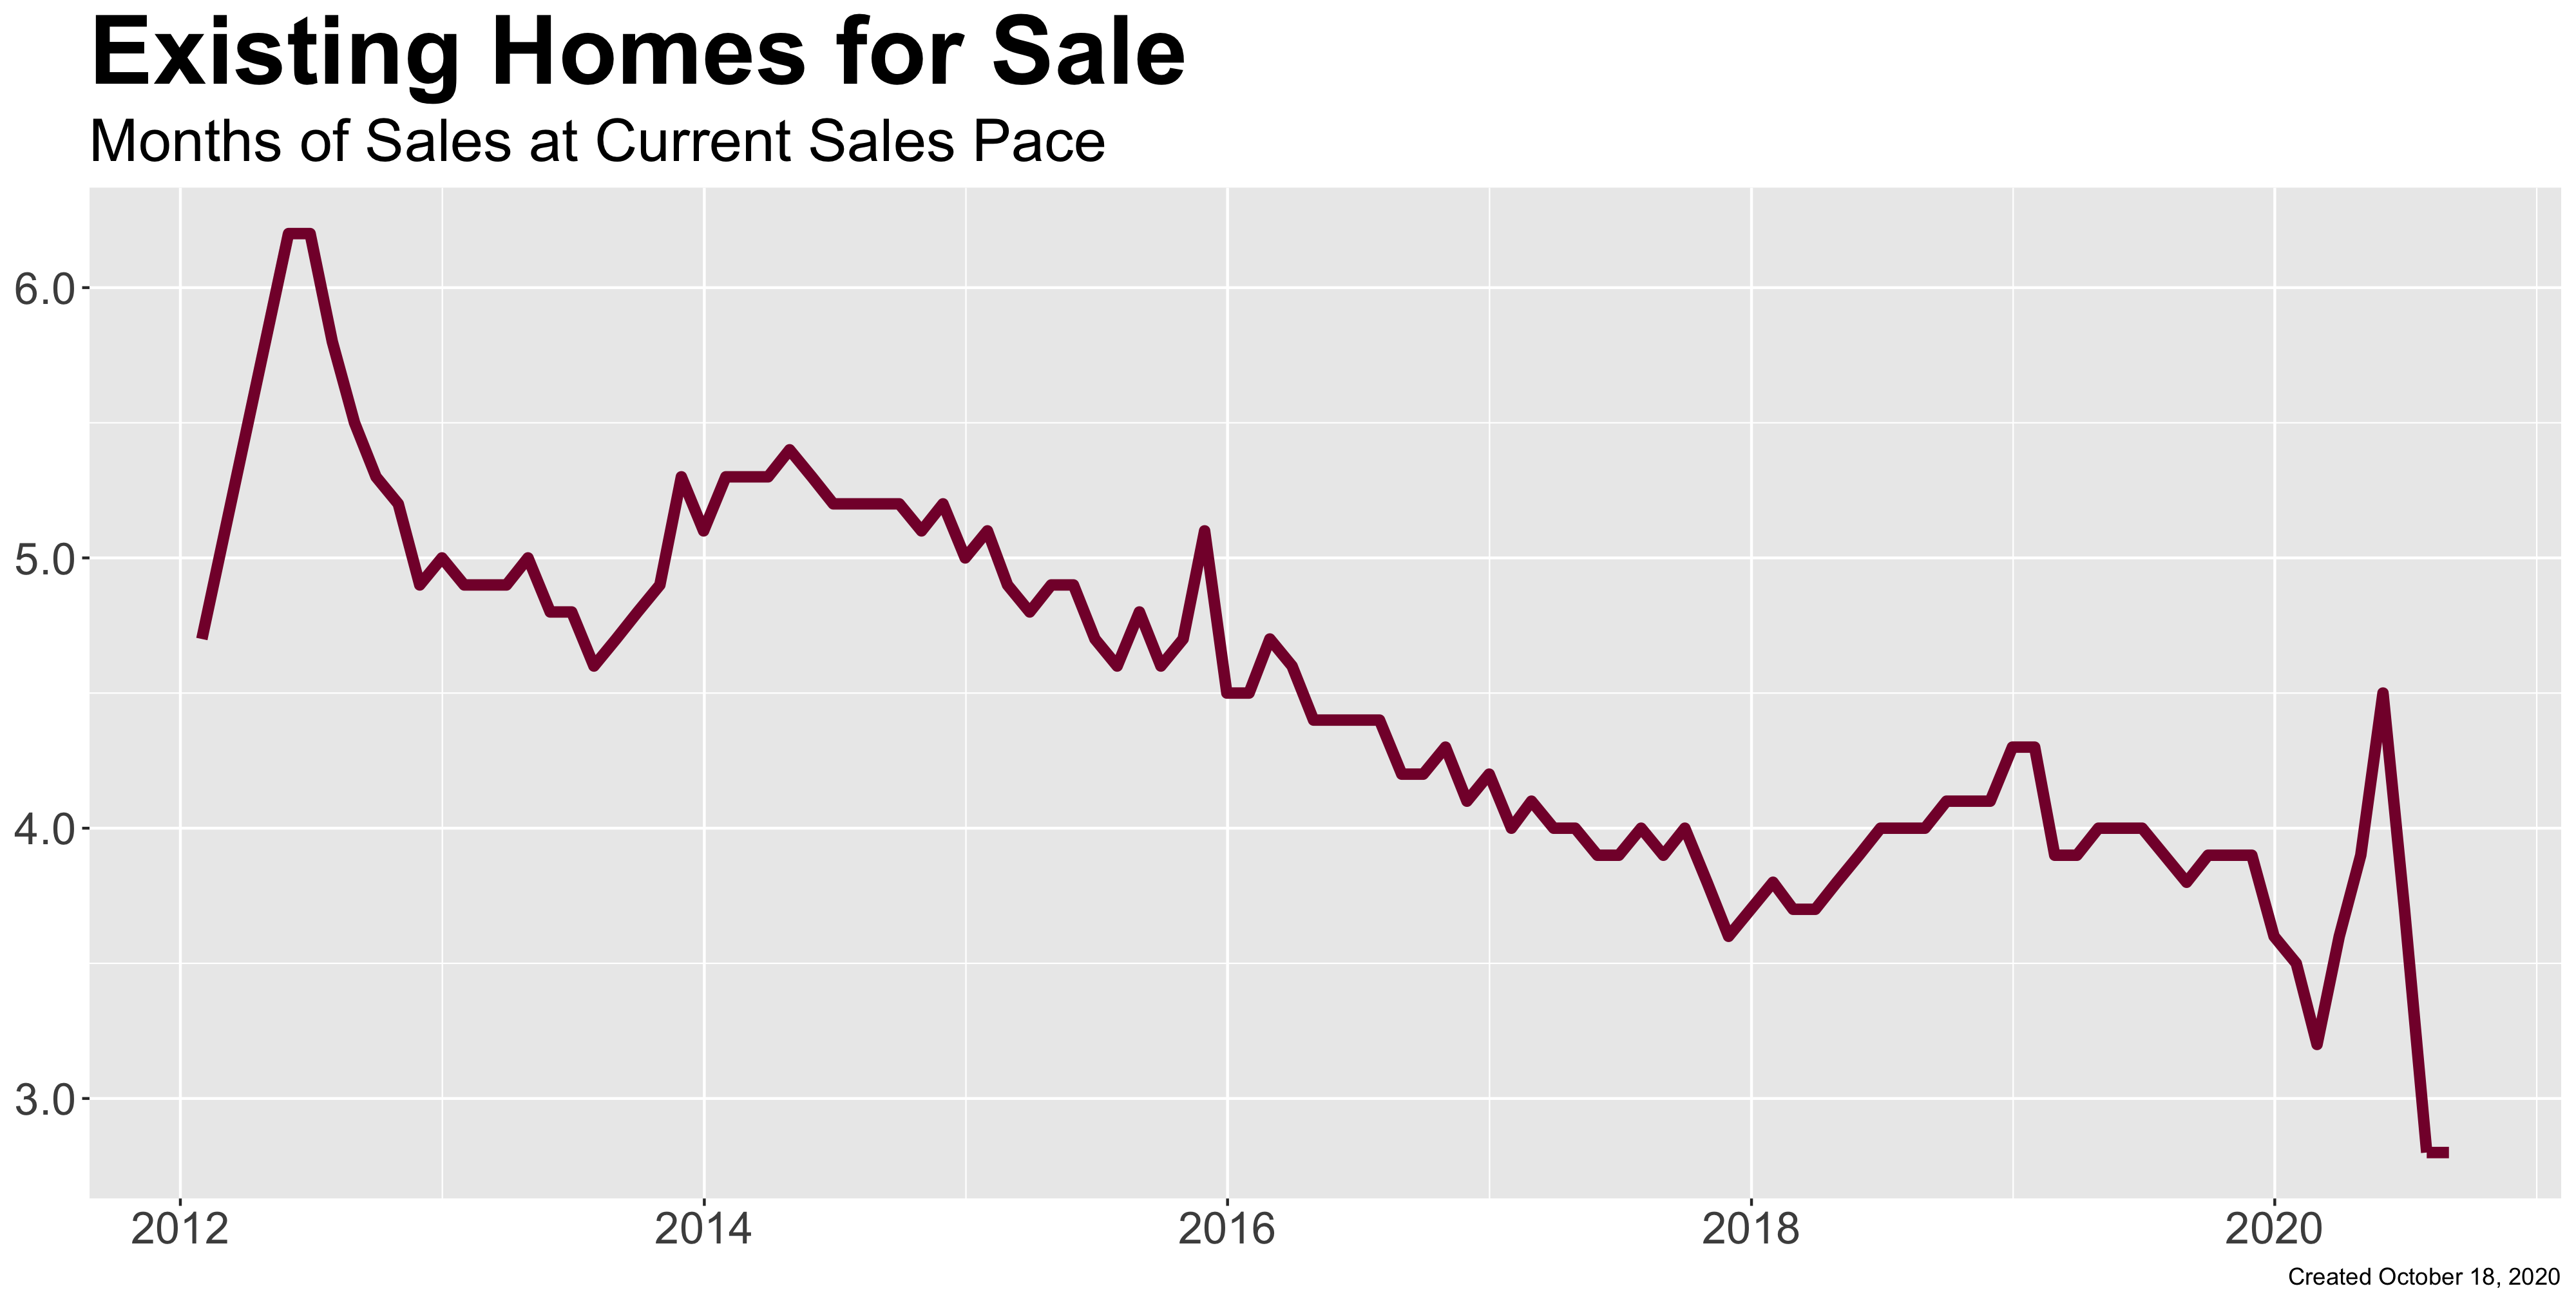 Existing Homes for Sale
Months of Sales at Current Sales Pace
6.0
5.0
4.0
3.0
2012 2014 2016 2018 2020
Created October 18, 2020